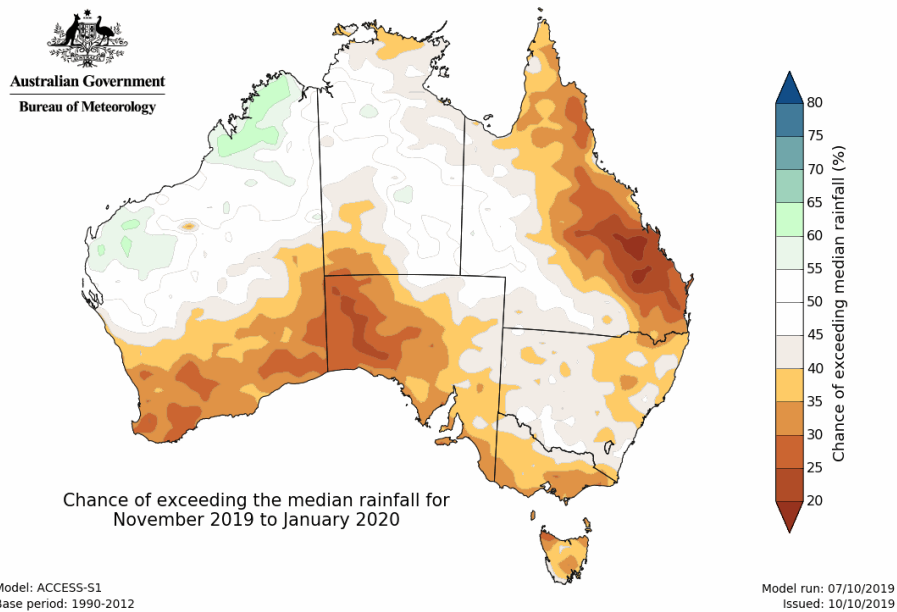 Australian Government
Bureau of Meteorology
80
75
70
65
60
55
50
45
40
35
30
25
20
Chance of exceeding median rainfall (%)
Chance of exceeding the median rainfall for
November 2019 to January 2020
Model: ACCESS-S1
Base period: 1990-2012
Model run: 07/10/2019
Issued: 10/10/2019